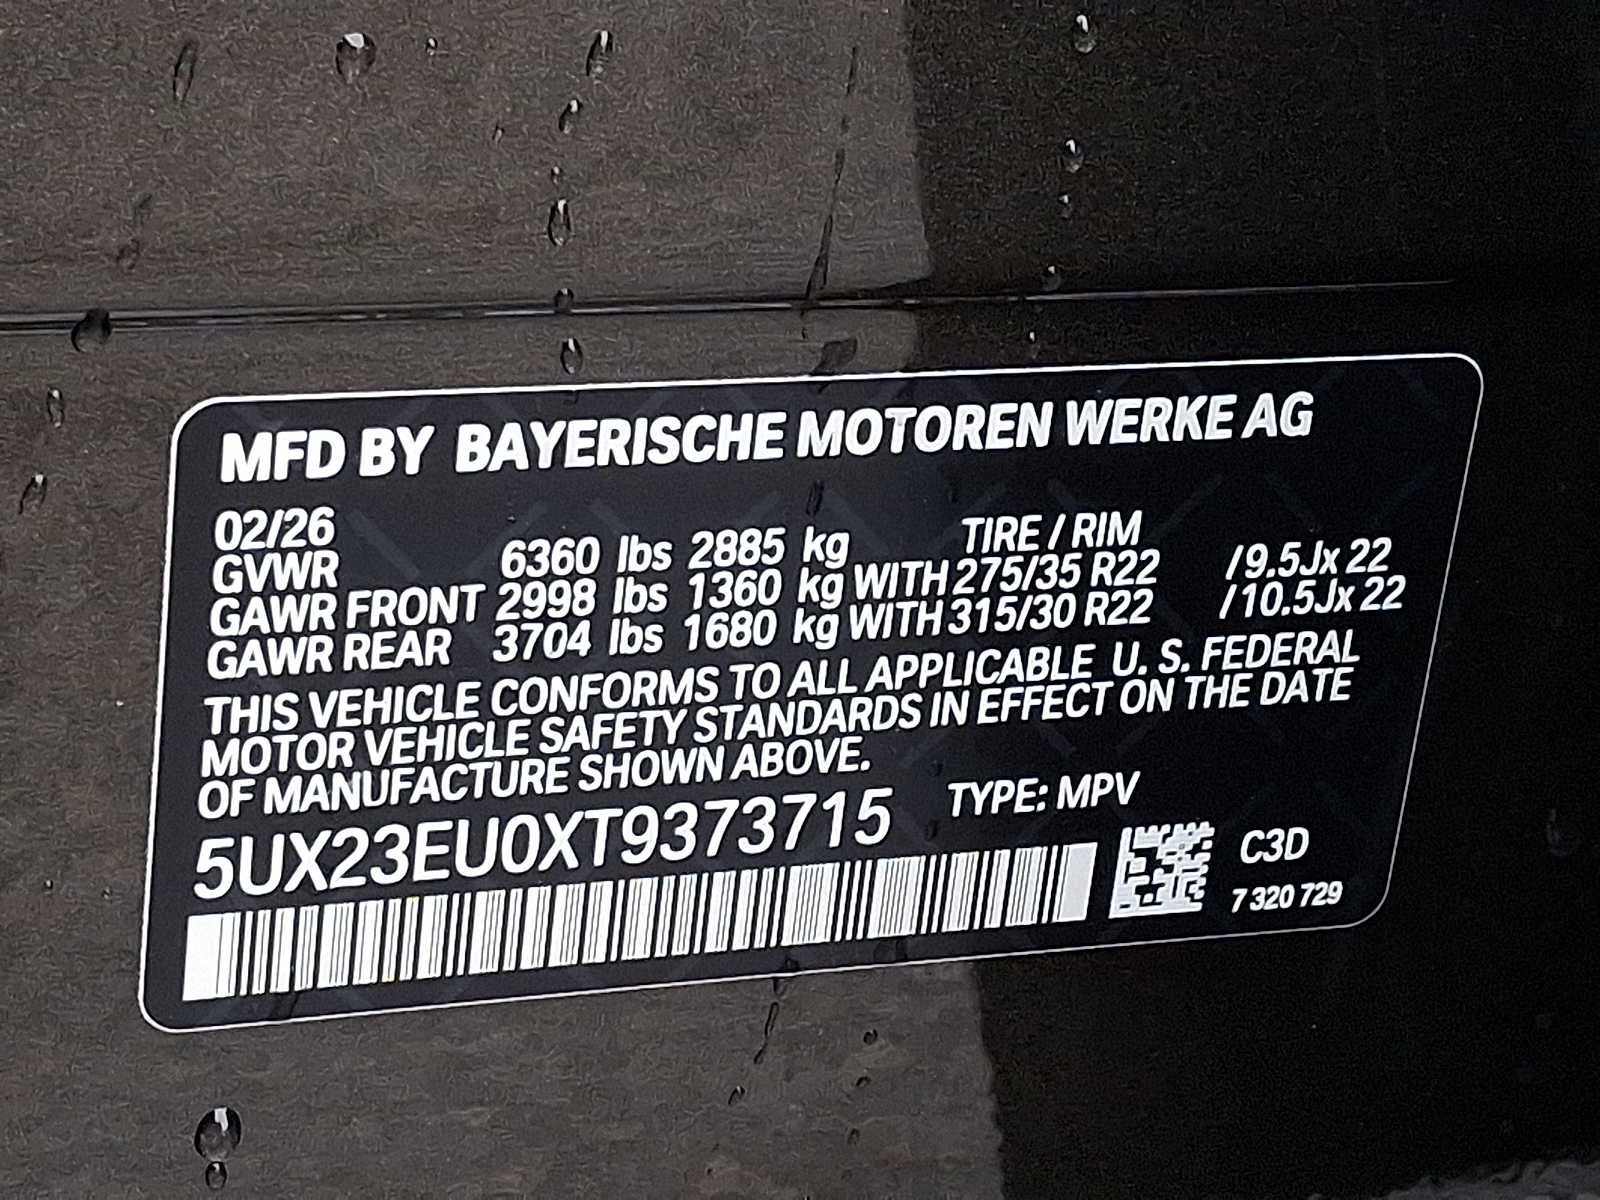 MFD BY BAYERISCHE MOTOREN WERKE AG
02/26 TIRE / RIM
GVWR 6360 lbs 2885 kg
GAWR FRONT 2998 lbs 1360 kg WITH 275/35 R22 /9.5Jx 22
GAWR REAR 3704 lbs 1680 kg WITH 315/30 R22 /10.5Jx 22
THIS VEHICLE CONFORMS TO ALL APPLICABLE U. S. FEDERAL
MOTOR VEHICLE SAFETY STANDARDS IN EFFECT ON THE DATE
OF MANUFACTURE SHOWN ABOVE.
5UX23EU0XT9373715 TYPE: MPV
C3D
7 320 729